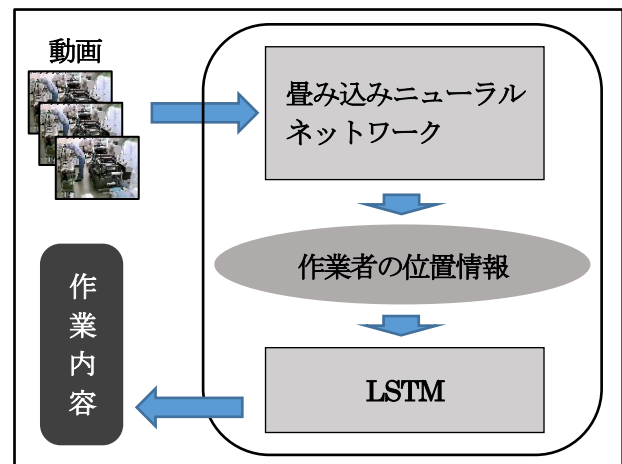 動画
畳み込みニューラル
ネットワーク
作業者の位置情報
LSTM
作
業
内
容